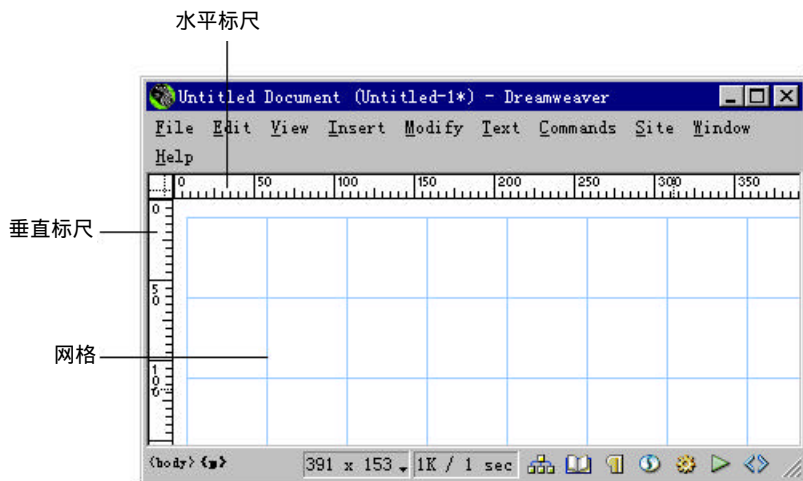 水平标尺
Untitled Document (Untitled-1*) - Dreamweaver
File Edit View Insert Modify Text Commands Site Window
Help
0 50 100 150 200 250 300 350
0
垂直标尺
50
网格
100
<body> <p>
391 x 153 1K / 1 sec